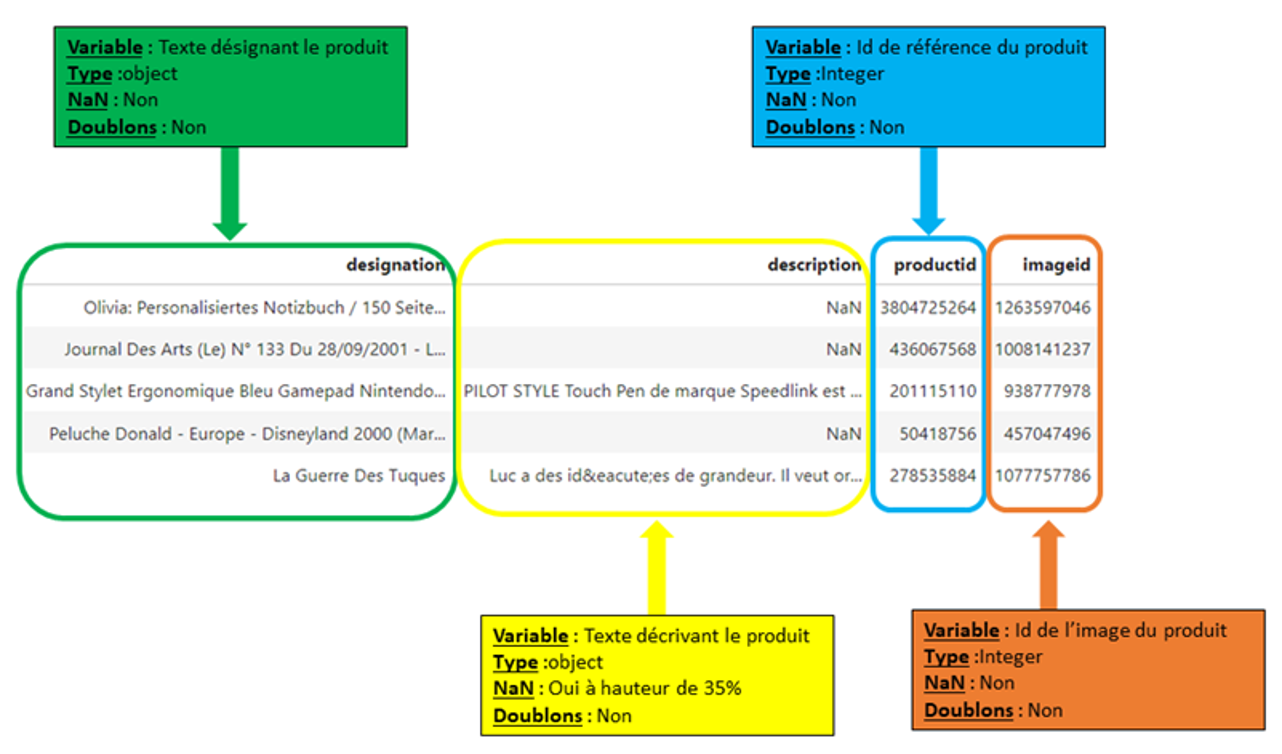 Variable : Texte désignant le produit
Type :object
NaN : Non
Doublons : Non
Variable : Id de référence du produit
Type :Integer
NaN : Non
Doublons : Non
designation description productid imageid
Olivia: Personalisiertes Notizbuch / 150 Seite... NaN 3804725264 1263597046
Journal Des Arts (Le) N° 133 Du 28/09/2001 - L... NaN 436067568 1008141237
Grand Stylet Ergonomique Bleu Gamepad Nintendo... PILOT STYLE Touch Pen de marque Speedlink est ... 201115110 938777978
Peluche Donald - Europe - Disneyland 2000 (Mar... NaN 50418756 457047496
La Guerre Des Tuques Luc a des id&eacute;es de grandeur. Il veut or... 278535884 1077757786
Variable : Texte décrivant le produit
Type :object
NaN : Oui à hauteur de 35%
Doublons : Non
Variable : Id de l'image du produit
Type :Integer
NaN : Non
Doublons : Non